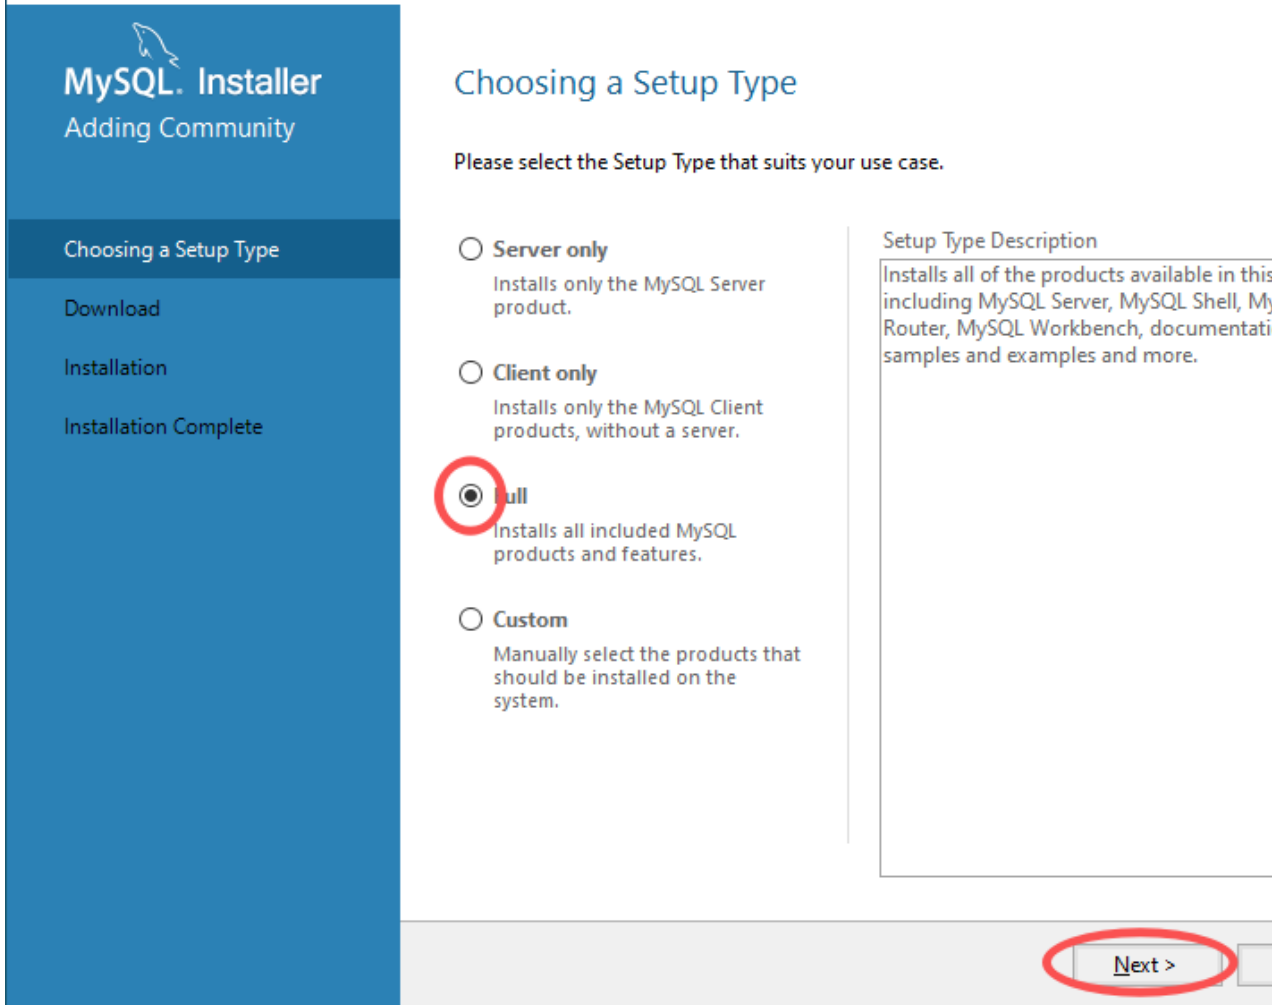 MySQL. Installer
Adding Community
Choosing a Setup Type
Download
Installation
Installation Complete
Choosing a Setup Type
Please select the Setup Type that suits your use case.
Server only
Installs only the MySQL Server
product.
Client only
Installs only the MySQL Client
products, without a server.
Full
Installs all included MySQL
products and features.
Custom
Manually select the products that
should be installed on the
system.
Setup Type Description
Installs all of the products available in this
including MySQL Server, MySQL Shell, My
Router, MySQL Workbench, documentati
samples and examples and more.
Next >